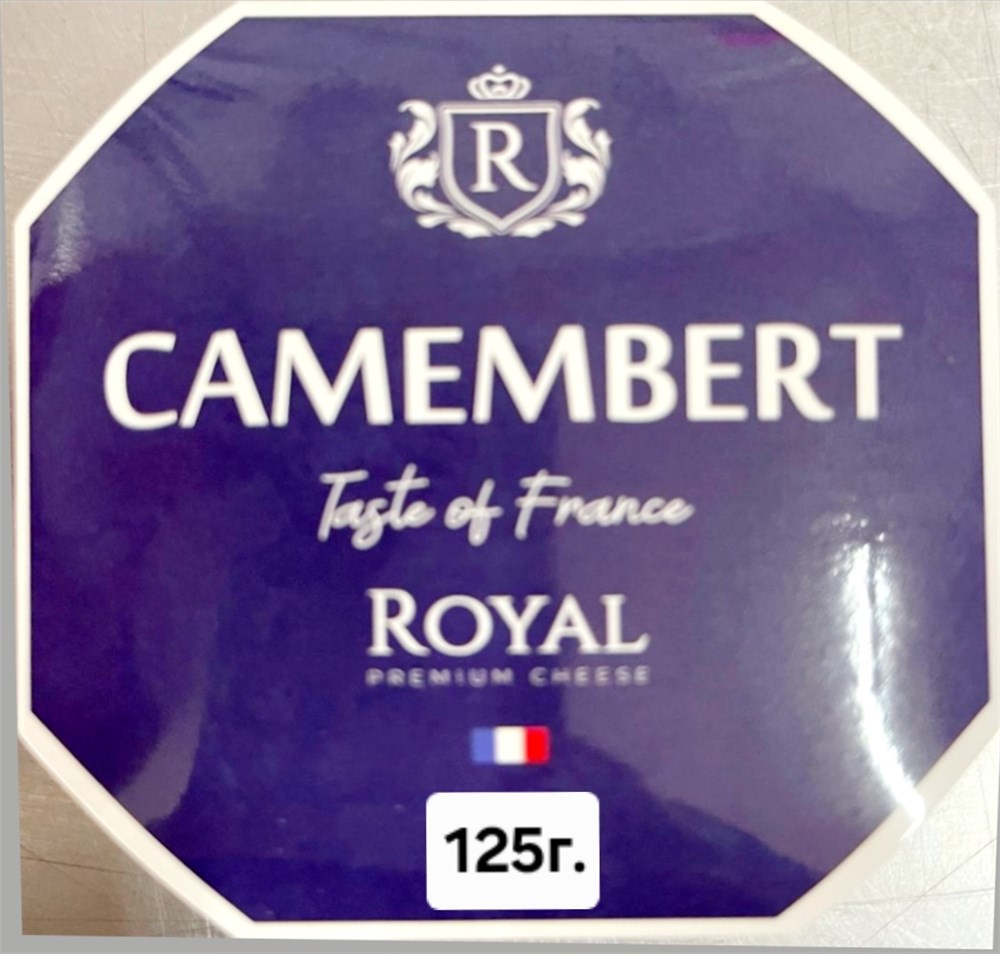 R
CAMEMBERT
Taste of France
ROYAL
PREMIUM CHEESE
125г.